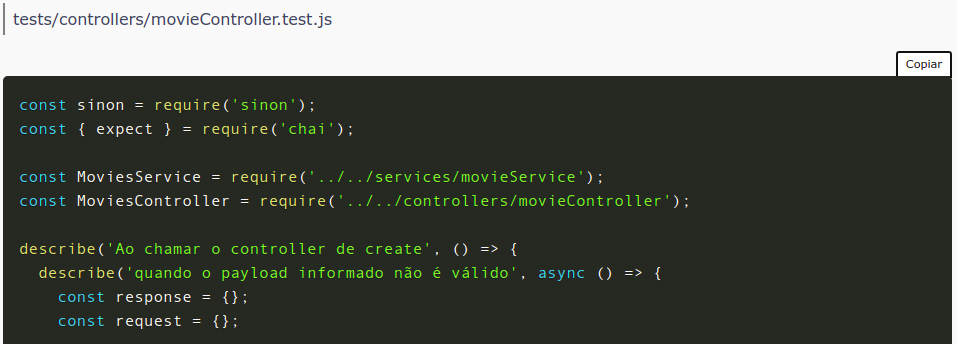 tests/controllers/movieController.test.js
Copiar
const sinon = require('sinon');
const { expect } = require('chai');
const MoviesService = require('../../services/movieService');
const MoviesController = require('../../controllers/movieController');
describe('Ao chamar o controller de create', () => {
  describe('quando o payload informado não é válido', async () => {
    const response = {};
    const request = {};